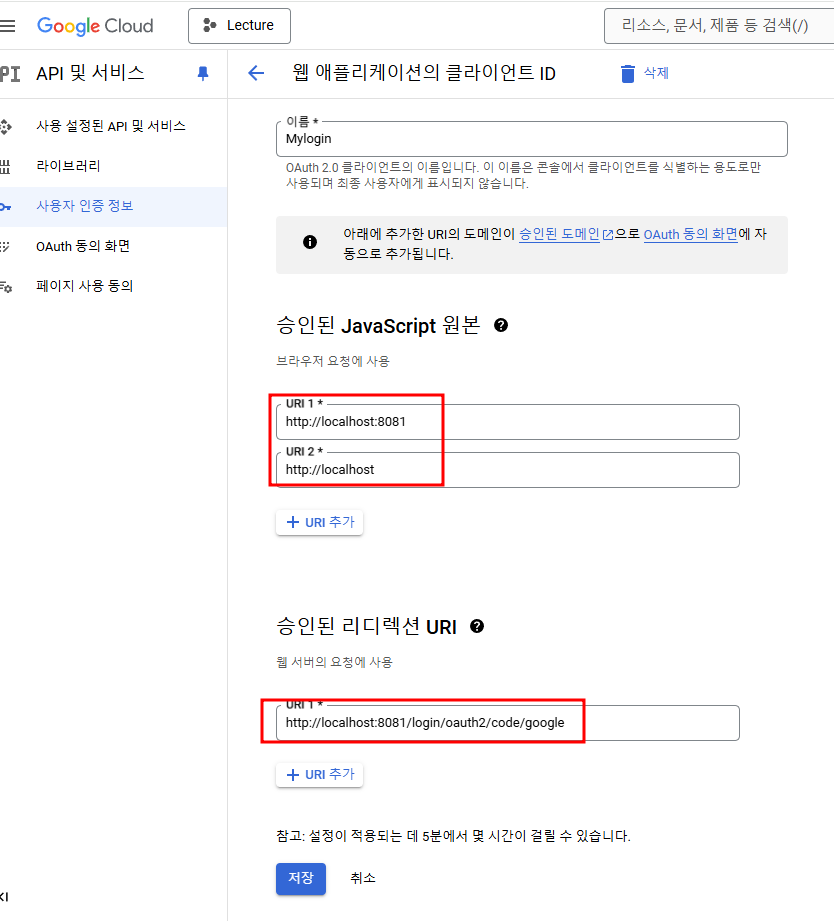 Google Cloud
Lecture
리소스, 문서, 제품 등 검색(/)
PI
API 및 서비스
웹 애플리케이션의 클라이언트 ID
삭제
사용 설정된 API 및 서비스
라이브러리
사용자 인증 정보
OAuth 동의 화면
페이지 사용 동의
이름 *
Mylogin
OAuth 2.0 클라이언트의 이름입니다. 이 이름은 콘솔에서 클라이언트를 식별하는 용도로만
사용되며 최종 사용자에게 표시되지 않습니다.
아래에 추가한 URI의 도메인이 승인된 도메인으로 OAuth 동의 화면에 자
동으로 추가됩니다.
승인된 JavaScript 원본
브라우저 요청에 사용
URI 1 *
http://localhost:8081
URI 2 *
http://localhost
+ URI 추가
승인된 리디렉션 URI
웹 서버의 요청에 사용
URI 1 *
http://localhost:8081/login/oauth2/code/google
+ URI 추가
참고: 설정이 적용되는 데 5분에서 몇 시간이 걸릴 수 있습니다.
저장
취소